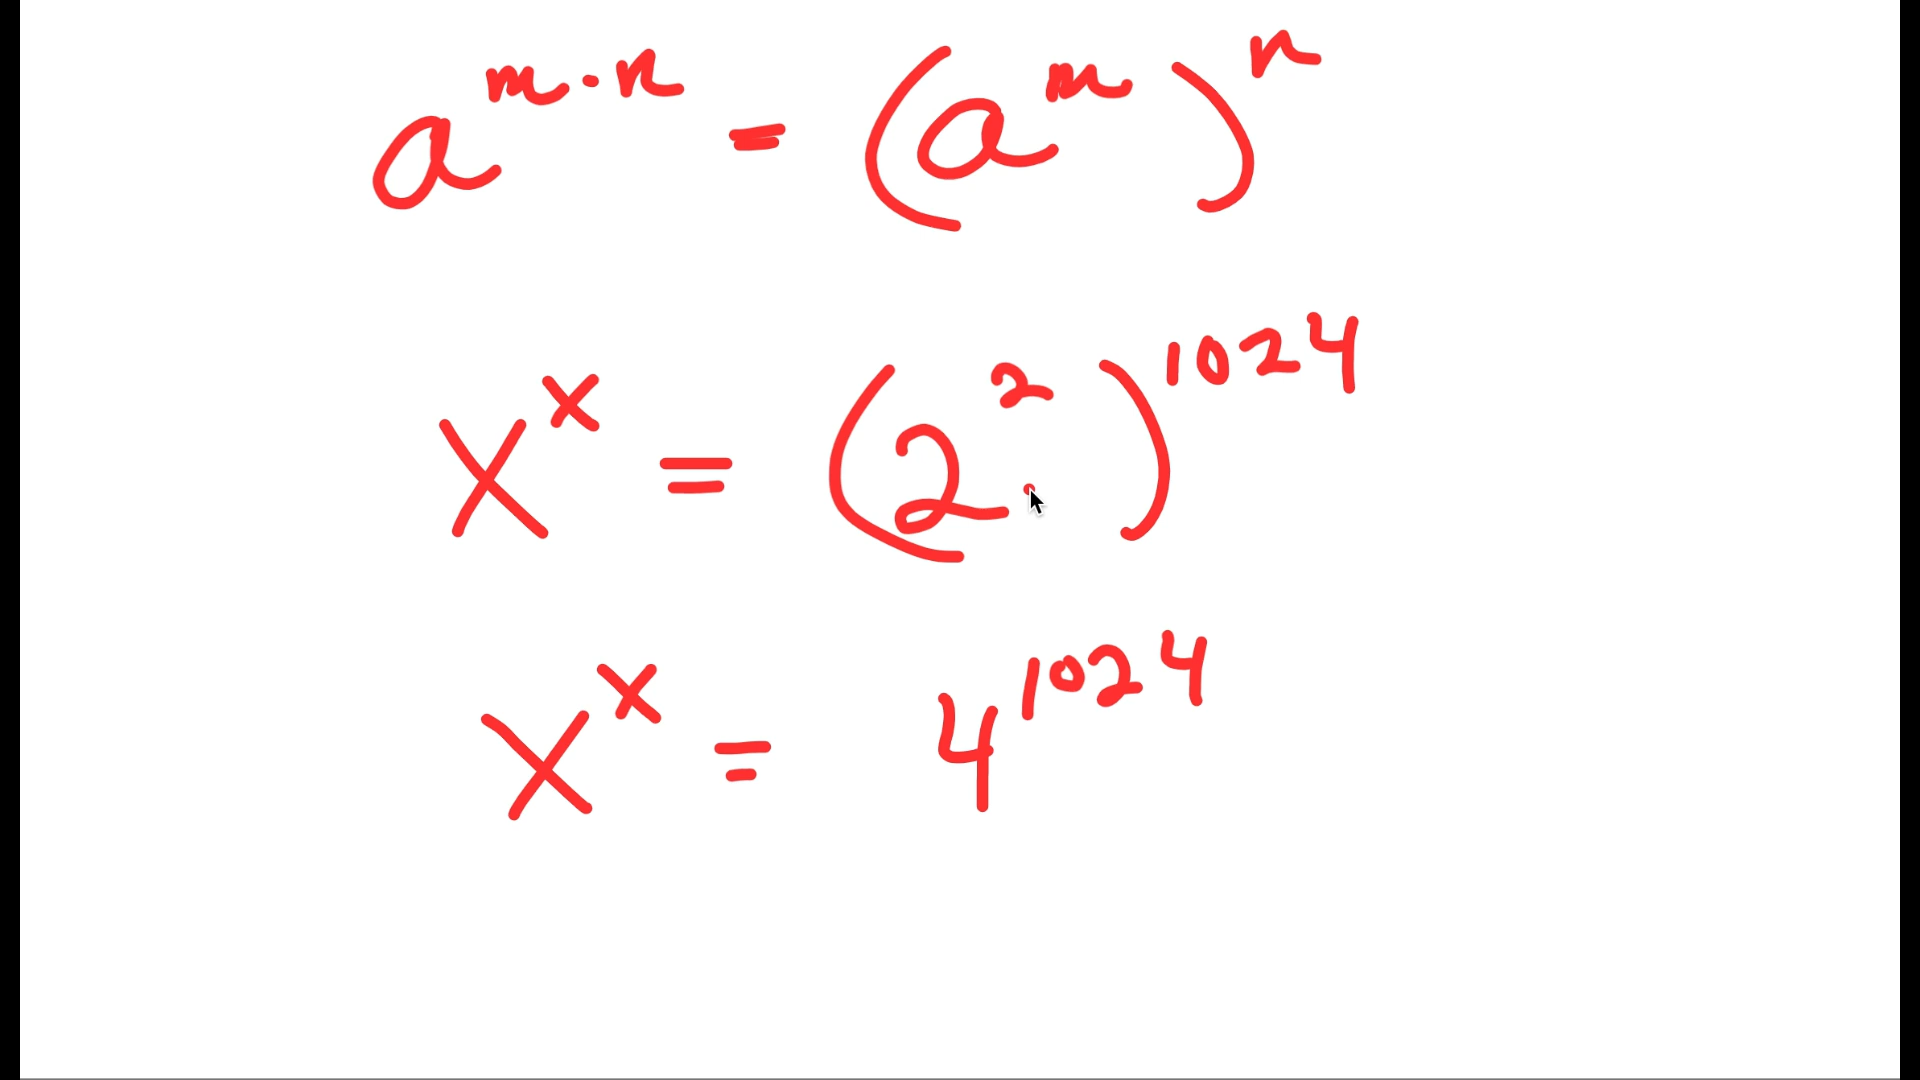 a^{m·n} = (a^m)^n
x^x = (2^2)^{1024}
x^x = 4^{1024}